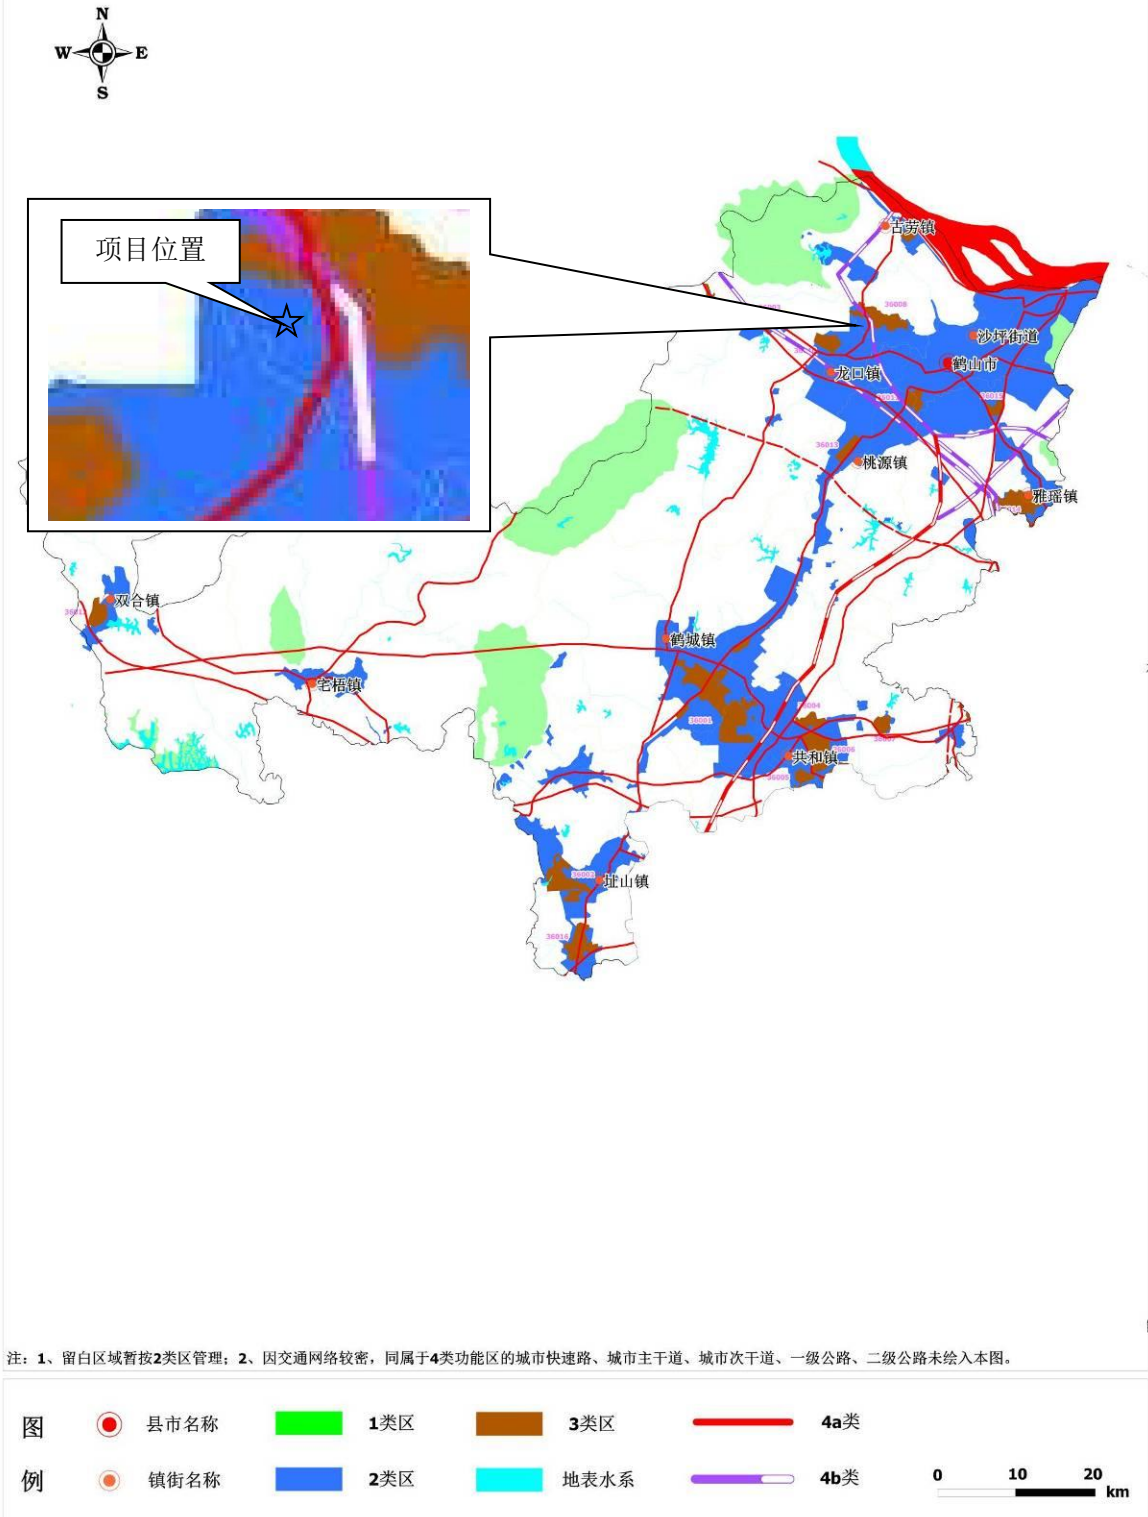 N
W E
S
项目位置
古劳镇
36008
沙坪街道
鹤山市
龙口镇
36015
36013
桃源镇
雅瑶镇
双合镇
鹤城镇
宅梧镇
36001
共和镇
址山镇
36016
注：1、留白区域暂按2类区管理；2、因交通网络较密，同属于4类功能区的城市快速路、城市主干道、城市次干道、一级公路、二级公路未绘入本图。
图 县市名称 1类区 3类区 4a类
例 镇街名称 2类区 地表水系 4b类
0 10 20
km